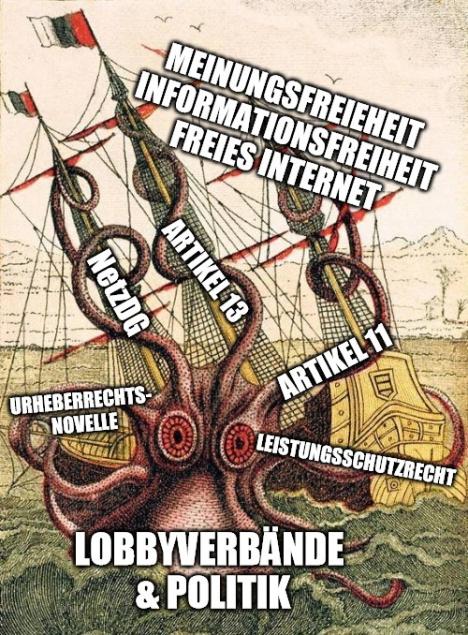 MEINUNGSFREIEHEIT
INFORMATIONSFREIHEIT
FREIES INTERNET
NetzDG
ARTIKEL 13
ARTIKEL 11
URHEBERRECHTS-
NOVELLE
LEISTUNGSSCHUTZRECHT
LOBBYVERBÄNDE
& POLITIK